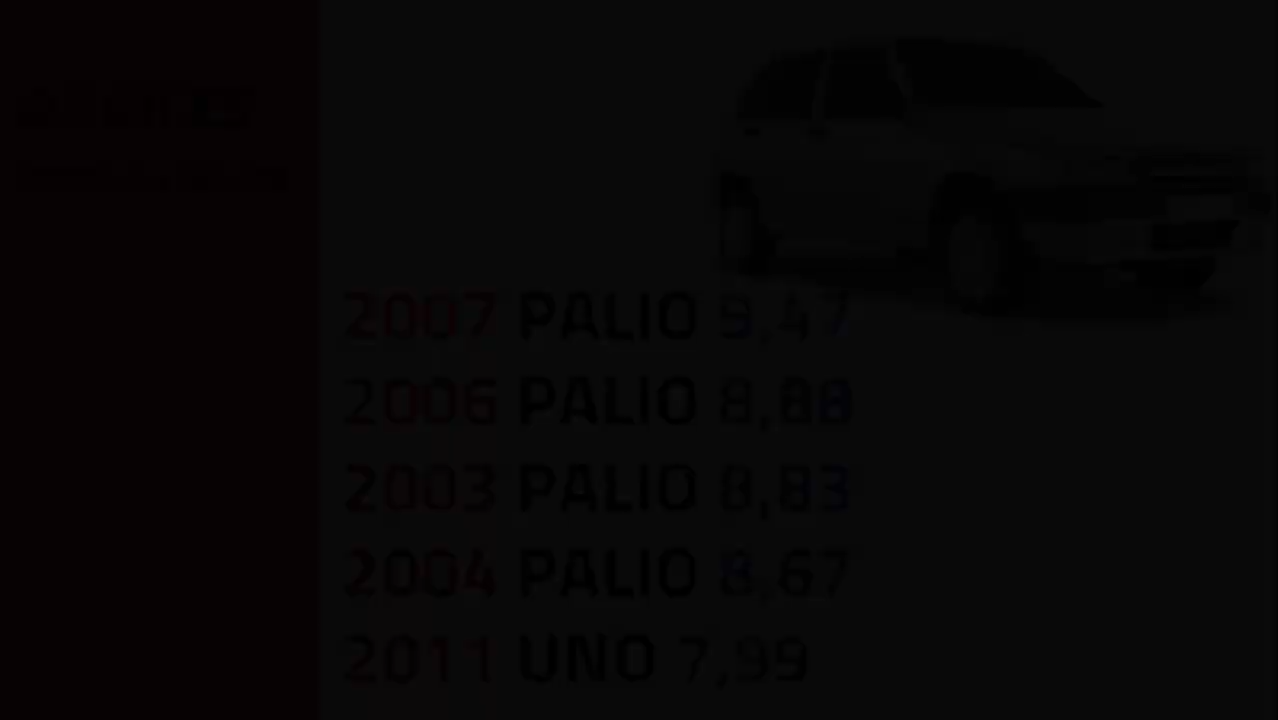 2007 PALIO 9,47
2006 PALIO 8,88
2003 PALIO 8,83
2004 PALIO 8,67
2011 UNO 7,99